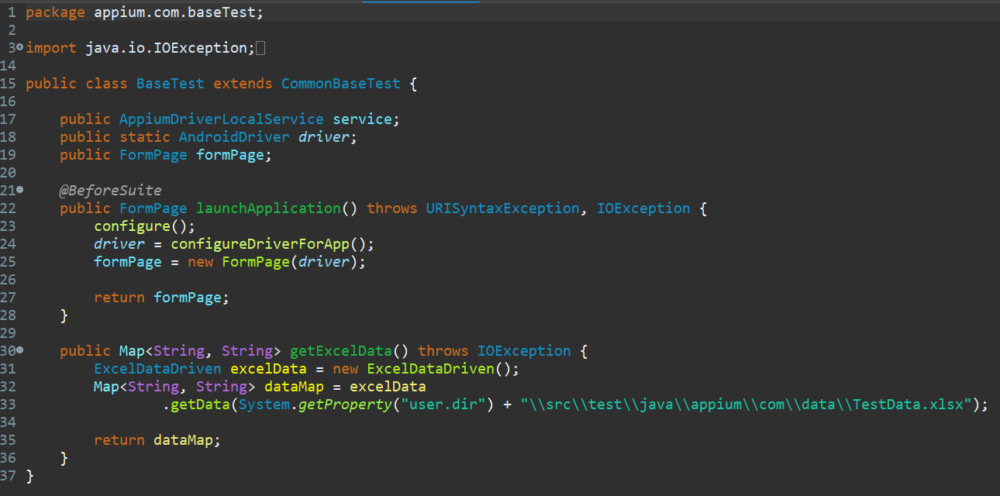 1 package appium.com.baseTest;
2
3 import java.io.IOException;
14
15 public class BaseTest extends CommonBaseTest {
16
17     public AppiumDriverLocalService service;
18     public static AndroidDriver driver;
19     public FormPage formPage;
20
21     @BeforeSuite
22     public FormPage launchApplication() throws URISyntaxException, IOException {
23         configure();
24         driver = configureDriverForApp();
25         formPage = new FormPage(driver);
26
27         return formPage;
28     }
29
30     public Map<String, String> getExcelData() throws IOException {
31         ExcelDataDriven excelData = new ExcelDataDriven();
32         Map<String, String> dataMap = excelData
33                 .getData(System.getProperty("user.dir") + "\\src\\test\\java\\appium\\com\\data\\TestData.xlsx");
34
35         return dataMap;
36     }
37 }